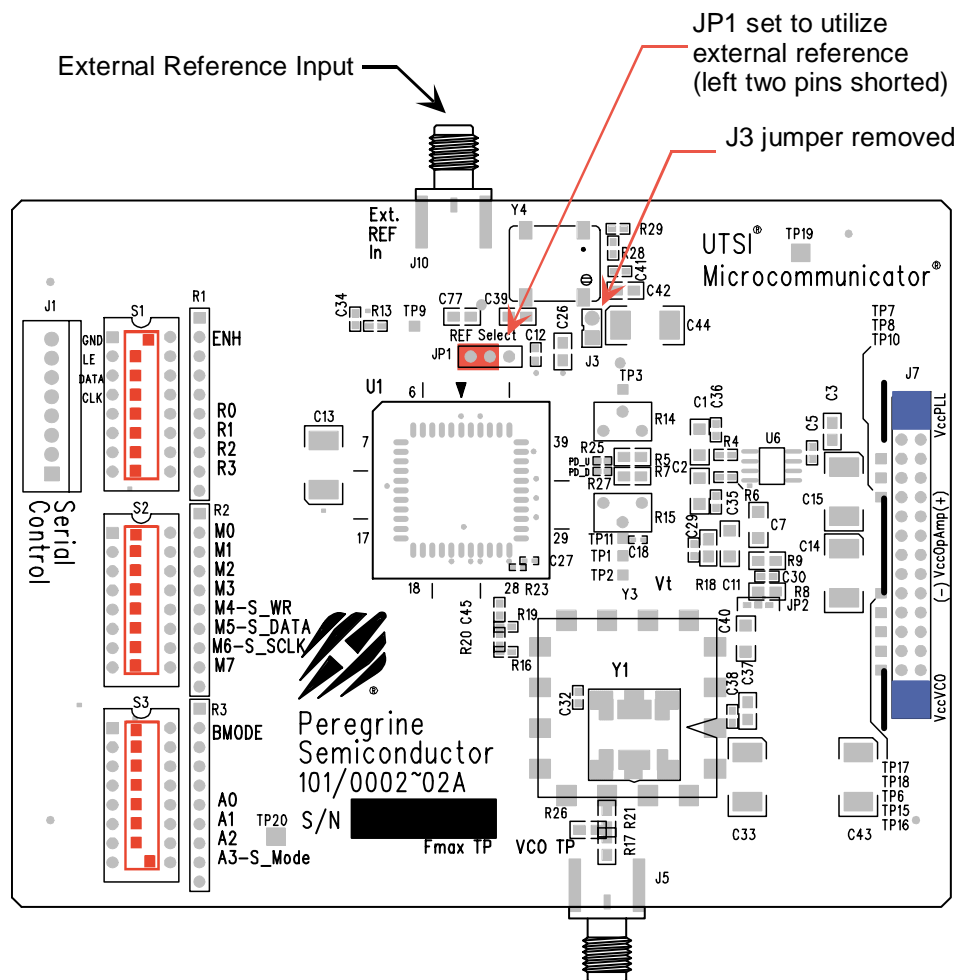 JP1 set to utilize
external reference
(left two pins shorted)
External Reference Input
J3 jumper removed
Ext.
REF
In
J10
Y4
R29
R28
C41
C42
UTSI®
Microcommunicator®
TP19
J1
S1
R1
GND
LE
DATA
CLK
ENH
R0
R1
R2
R3
C34
R13
TP9
C77
C39
REF Select
JP1
C12
C26
J3
C44
TP7
TP8
TP10
J7
VccPLL
U1
6
7
39
17
29
18
28
C13
TP3
R14
R25
PD_U
PD_D
R5
R7
R27
R15
TP11
TP1
TP2
C18
Y3
C1
C36
R4
C2
C35
R6
U6
C5
C3
C15
C14
C7
C29
R18
C11
R9
C30
R8
JP2
(-) VccOpAmp(+)
Serial
Control
S2
R2
M0
M1
M2
M3
M4-S_WR
M5-S_DATA
M6-S_SCLK
M7
C27
R23
C45
R19
R20
R16
Vt
C40
Y1
C32
C38
C37
VccVCO
S3
R3
BMODE
A0
A1
A2
A3-S_Mode
TP20
®
Peregrine
Semiconductor
101/0002~02A
S/N
Fmax TP
VCO TP
R26
R21
R17
J5
C33
C43
TP17
TP18
TP6
TP15
TP16